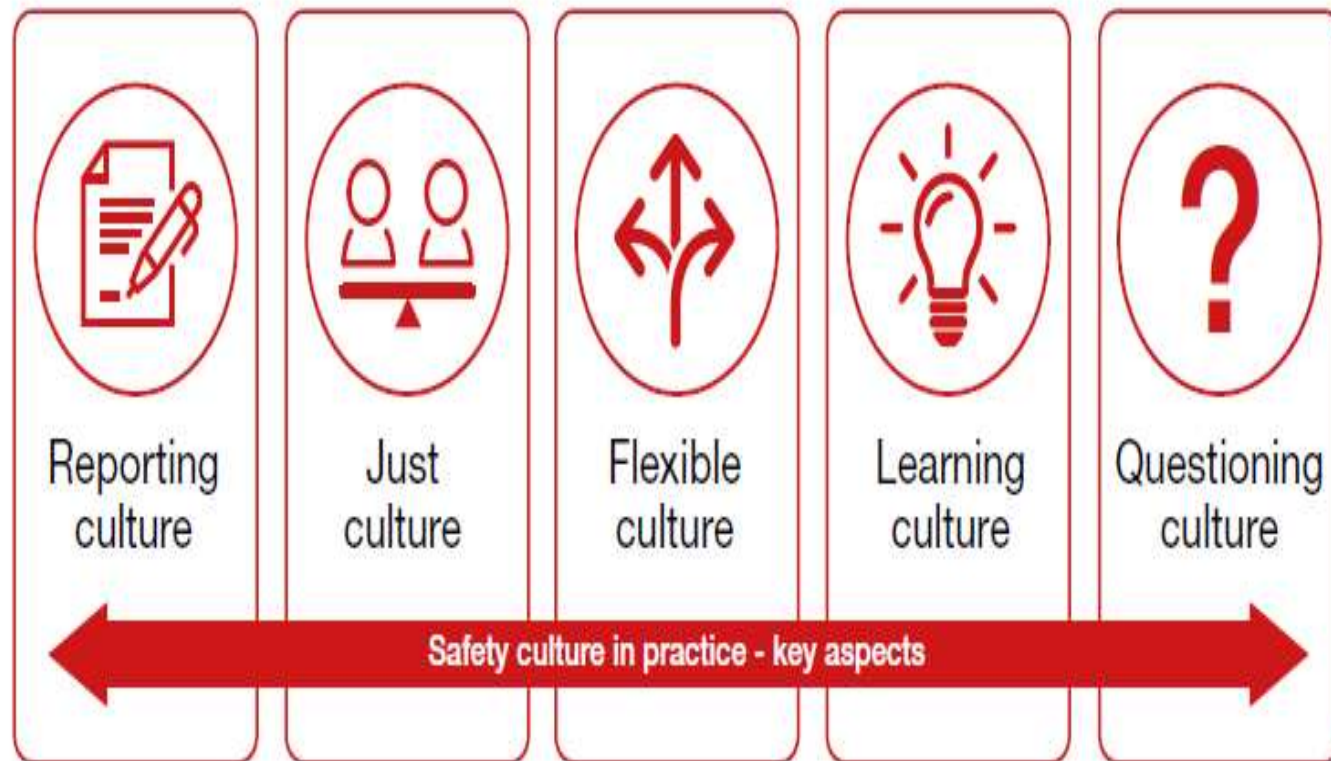 Reporting
culture
Just
culture
Flexible
culture
Learning
culture
Questioning
culture
Safety culture in practice - key aspects